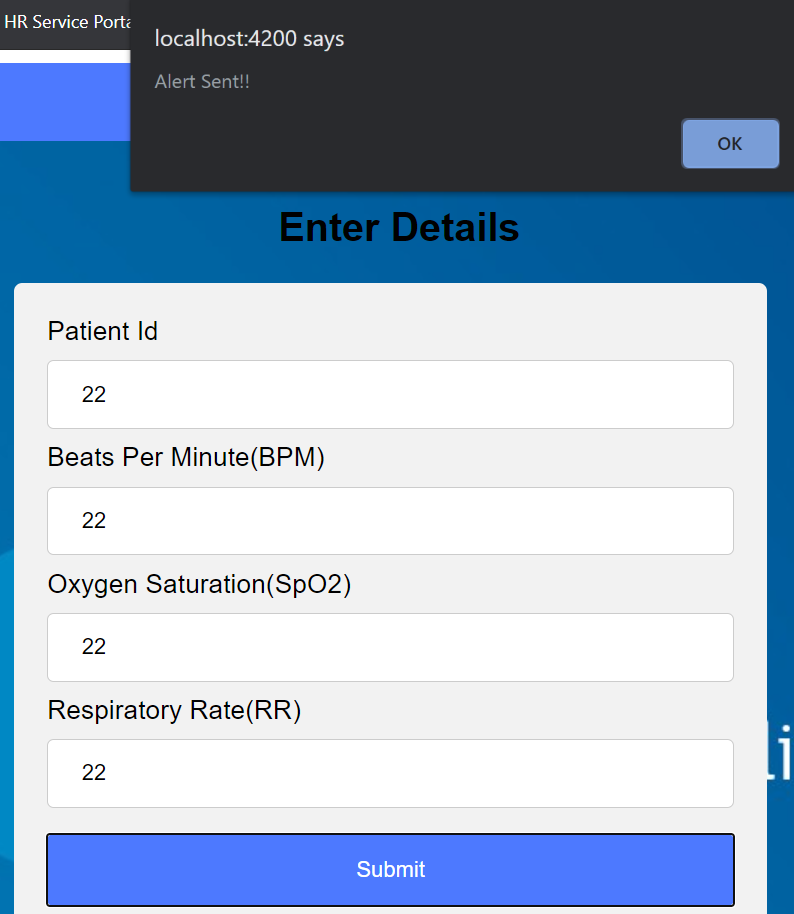 HR Service Porta
localhost:4200 says
Alert Sent!!
OK
Enter Details
Patient Id
22
Beats Per Minute(BPM)
22
Oxygen Saturation(SpO2)
22
Respiratory Rate(RR)
22
Submit